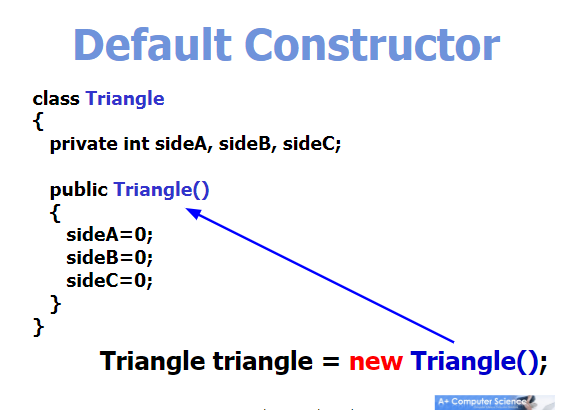 Default Constructor
class Triangle
{
private int sideA, sideB, sideC;
public Triangle()
{
sideA=0;
sideB=0;
sideC=0;
}
}
Triangle triangle = new Triangle();
A+ Computer Science